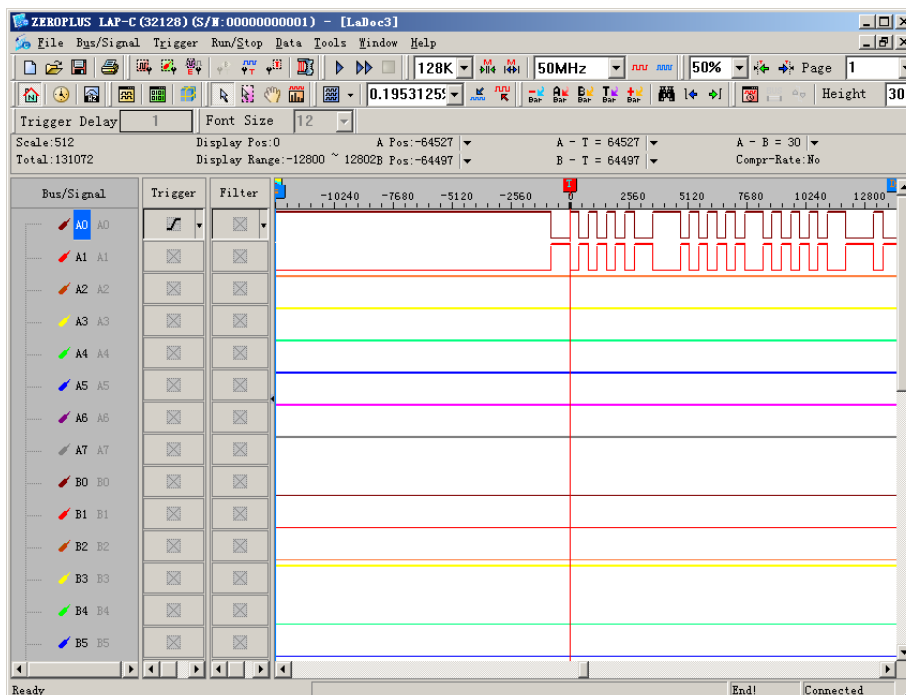 ZEROPLUS LAP-C(32128)(S/N:00000000001) - [LaDoc3]
File Bus/Signal Trigger Run/Stop Data Tools Window Help
128K 50MHz 50% Page 1
0.1953125 Bar Bar Bar Bar Bar Height 30
Trigger Delay 1 Font Size 12
Scale:512 Display Pos:0 A Pos:-64527 A - T = 64527 A - B = 30
Total:131072 Display Range:-12800 ~ 12802 B Pos:-64497 B - T = 64497 Compr-Rate:No
Bus/Signal Trigger Filter -10240 -7680 -5120 -2560 T 0 2560 5120 7680 10240 12800
A0 A0
A1 A1
A2 A2
A3 A3
A4 A4
A5 A5
A6 A6
A7 A7
B0 B0
B1 B1
B2 B2
B3 B3
B4 B4
B5 B5
Ready End! Connected